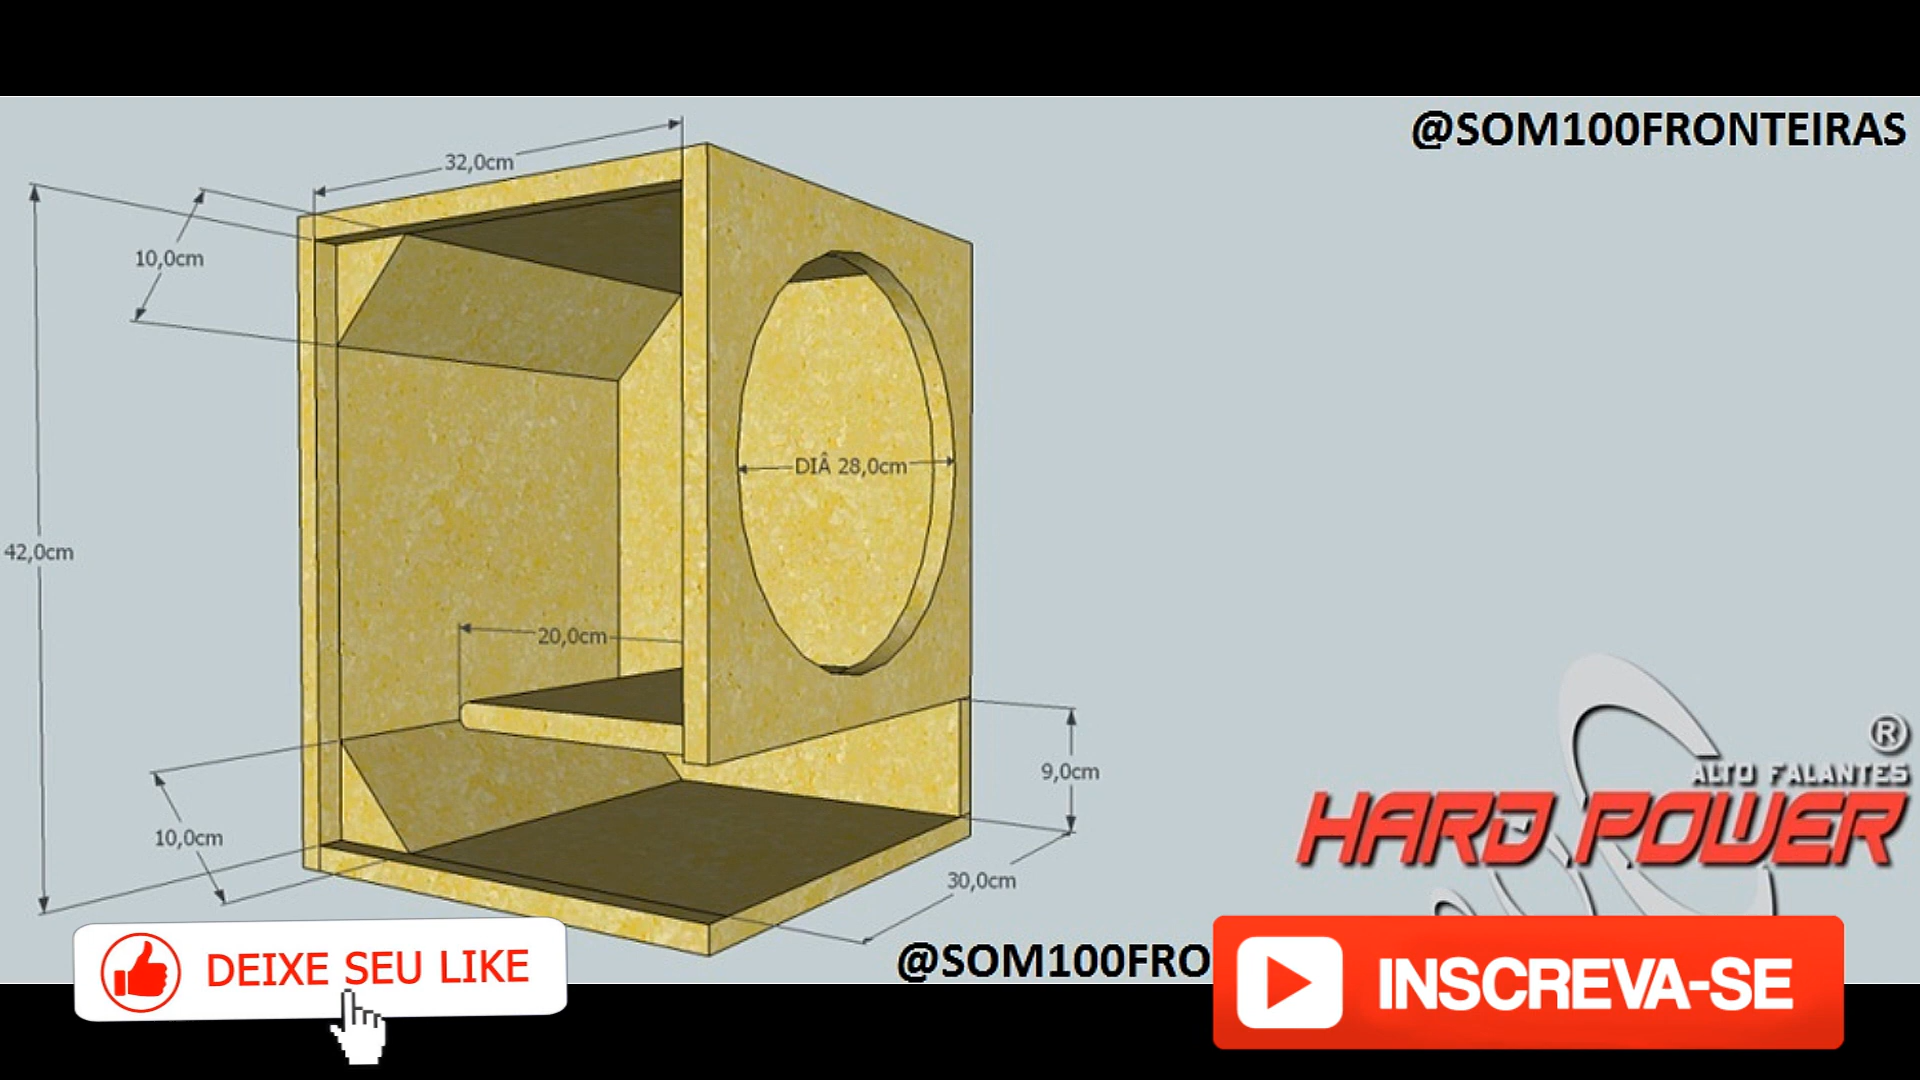 @SOM100FRONTEIRAS
32,0cm
10,0cm
DIÂ 28,0cm
42,0cm
20,0cm
9,0cm
10,0cm
30,0cm
®
ALTO FALANTES
HARD POWER
@SOM100FRO
DEIXE SEU LIKE
INSCREVA-SE